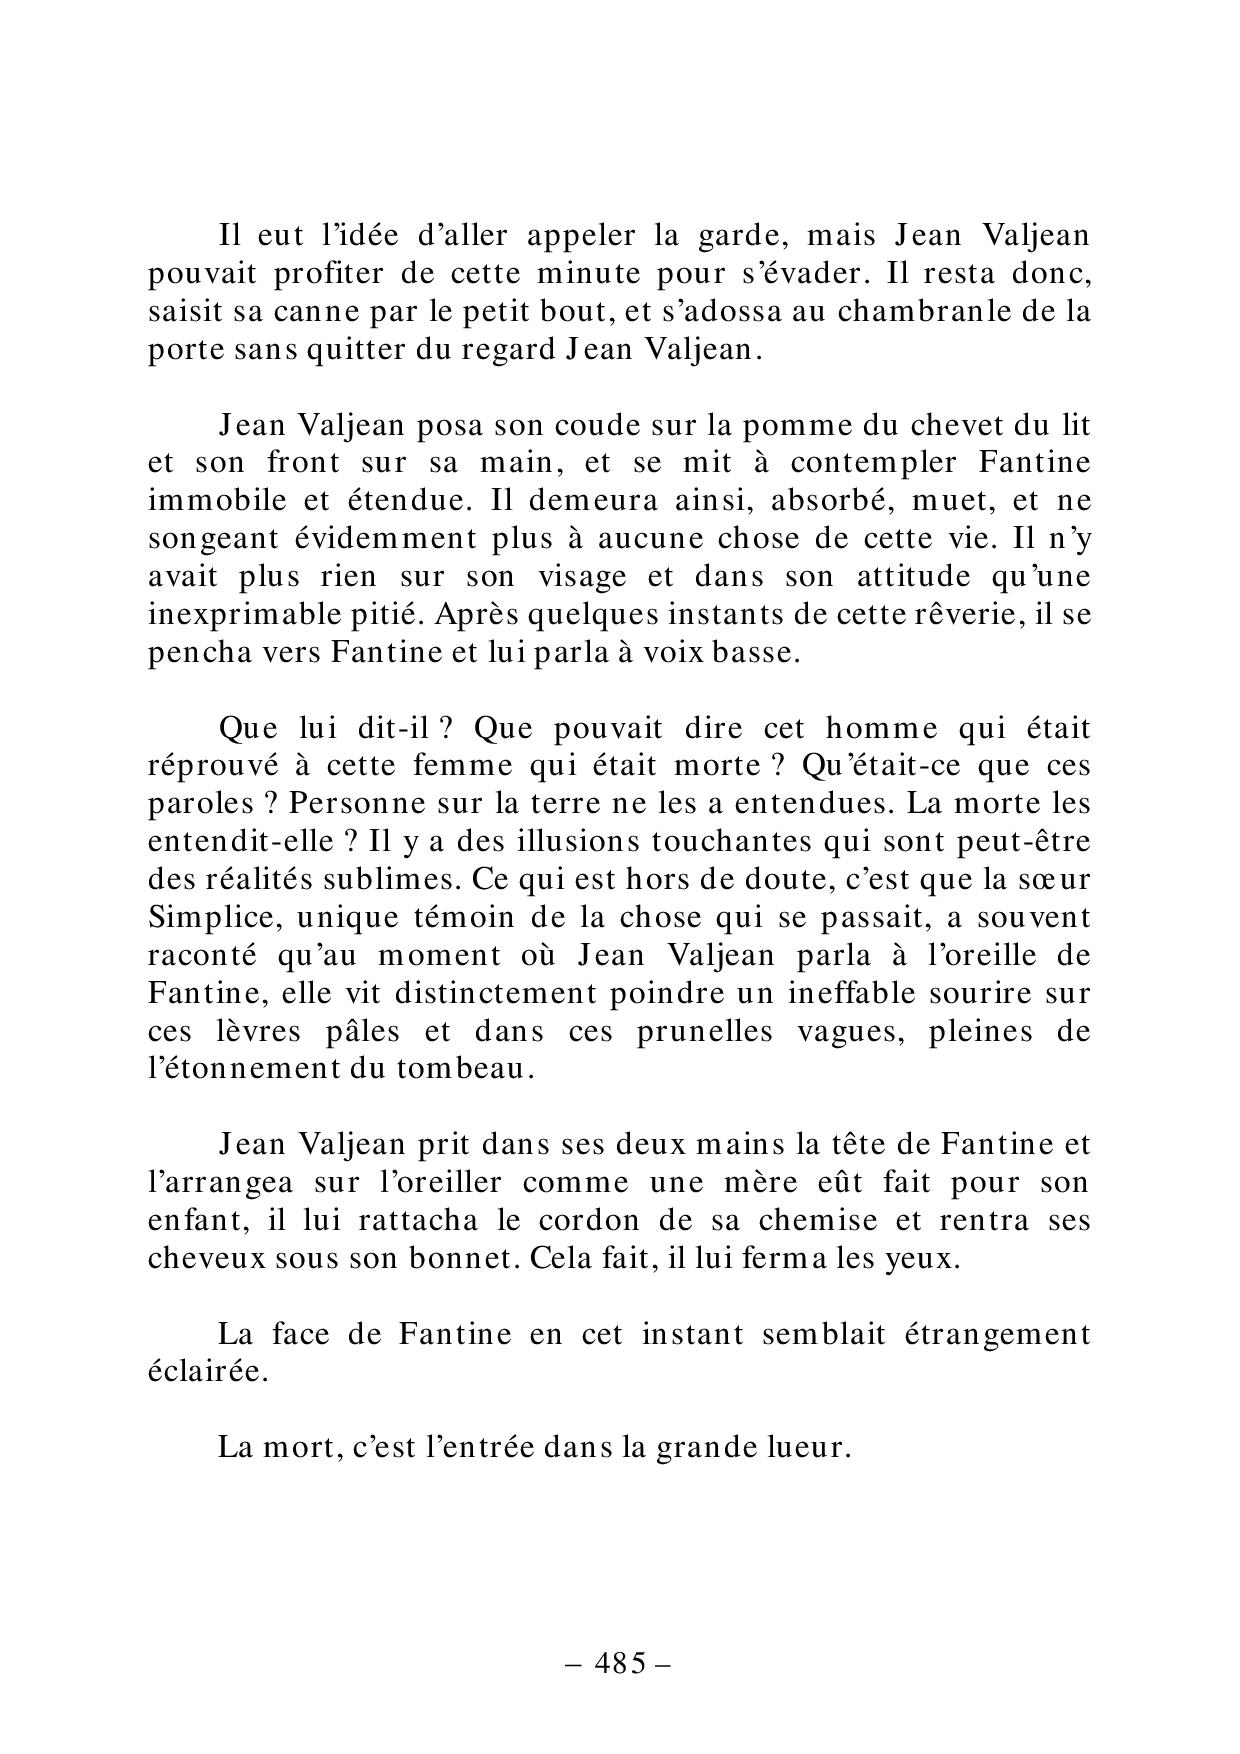 Il eut l’idée d’aller appeler la garde, mais Jean Valjean
pouvait profiter de cette minute pour s’évader. Il resta donc,
saisit sa canne par le petit bout, et s’adossa au chambranle de la
porte sans quitter du regard Jean Valjean.
Jean Valjean posa son coude sur la pomme du chevet du lit
et son front sur sa main, et se mit à contempler Fantine
immobile et étendue. Il demeura ainsi, absorbé, muet, et ne
songeant évidemment plus à aucune chose de cette vie. Il n’y
avait plus rien sur son visage et dans son attitude qu’une
inexprimable pitié. Après quelques instants de cette rêverie, il se
pencha vers Fantine et lui parla à voix basse.
Que lui dit-il ? Que pouvait dire cet homme qui était
réprouvé à cette femme qui était morte ? Qu’était-ce que ces
paroles ? Personne sur la terre ne les a entendues. La morte les
entendit-elle ? Il y a des illusions touchantes qui sont peut-être
des réalités sublimes. Ce qui est hors de doute, c’est que la sœur
Simplice, unique témoin de la chose qui se passait, a souvent
raconté qu’au moment où Jean Valjean parla à l’oreille de
Fantine, elle vit distinctement poindre un ineffable sourire sur
ces lèvres pâles et dans ces prunelles vagues, pleines de
l’étonnement du tombeau.
Jean Valjean prit dans ses deux mains la tête de Fantine et
l’arrangea sur l’oreiller comme une mère eût fait pour son
enfant, il lui rattacha le cordon de sa chemise et rentra ses
cheveux sous son bonnet. Cela fait, il lui ferma les yeux.
La face de Fantine en cet instant semblait étrangement
éclairée.
La mort, c’est l’entrée dans la grande lueur.
– 485 –